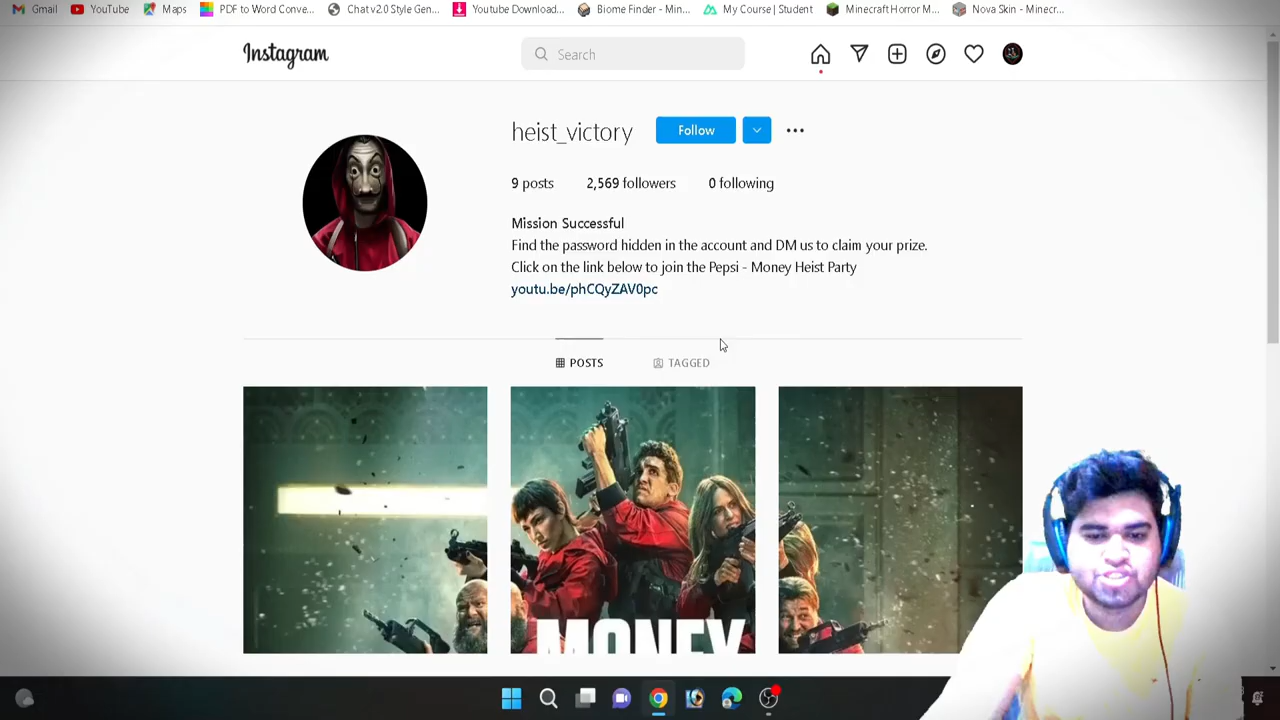 Gmail YouTube Maps PDF to Word Conve... Chat v2.0 Style Gen... Youtube Download... Biome Finder - Min... My Course | Student Minecraft Horror M... Nova Skin - Minecr...
Instagram Search
heist_victory Follow
9 posts 2,569 followers 0 following
Mission Successful
Find the password hidden in the account and DM us to claim your prize.
Click on the link below to join the Pepsi - Money Heist Party
youtu.be/phCQyZAV0pc
POSTS TAGGED
MONEY